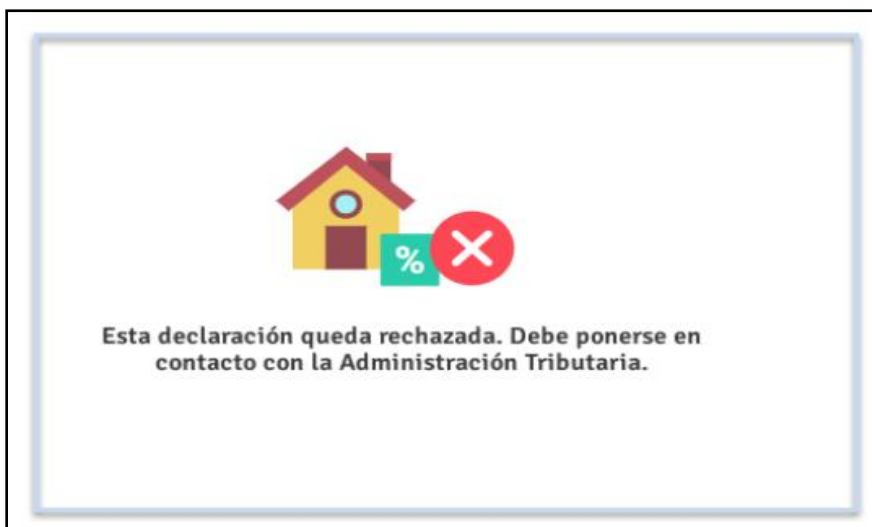 %
Esta declaración queda rechazada. Debe ponerse en
contacto con la Administración Tributaria.